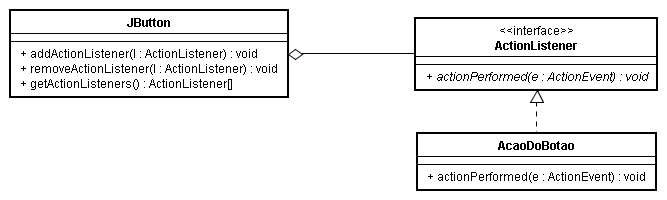 JButton
+ addActionListener(l : ActionListener) : void
+ removeActionListener(l : ActionListener) : void
+ getActionListeners() : ActionListener[]
<<interface>>
ActionListener
+ actionPerformed(e : ActionEvent) : void
AcaoDoBotao
+ actionPerformed(e : ActionEvent) : void